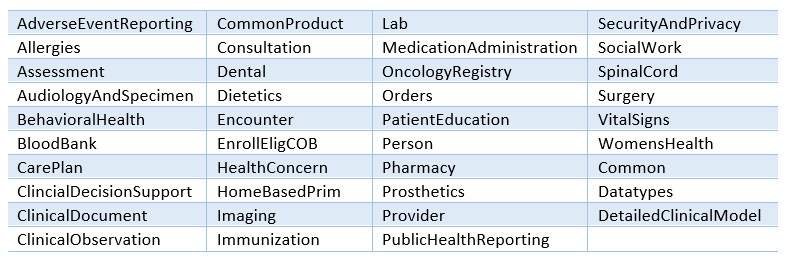 AdverseEventReporting CommonProduct Lab SecurityAndPrivacy
Allergies Consultation MedicationAdministration SocialWork
Assessment Dental OncologyRegistry SpinalCord
AudiologyAndSpecimen Dietetics Orders Surgery
BehavioralHealth Encounter PatientEducation VitalSigns
BloodBank EnrollEligCOB Person WomensHealth
CarePlan HealthConcern Pharmacy Common
ClincialDecisionSupport HomeBasedPrim Prosthetics Datatypes
ClinicalDocument Imaging Provider DetailedClinicalModel
ClinicalObservation Immunization PublicHealthReporting